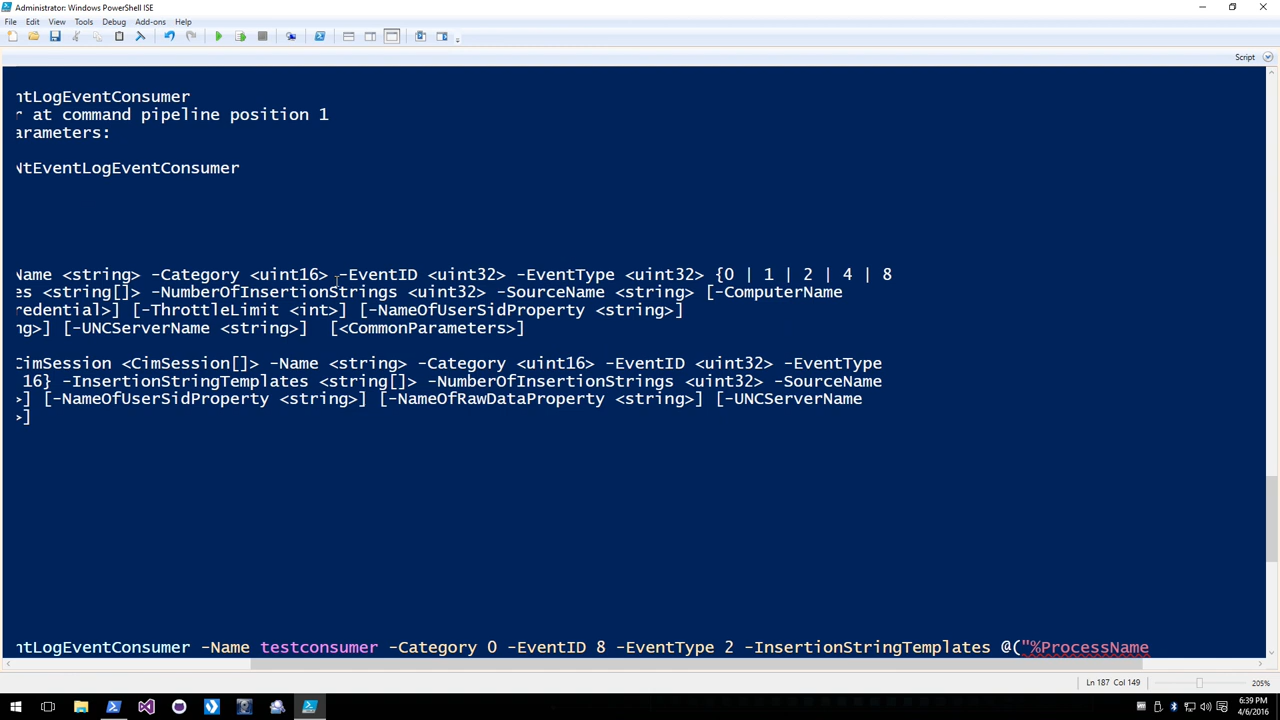 Administrator: Windows PowerShell ISE
File Edit View Tools Debug Add-ons Help
Script
ntLogEventConsumer
r at command pipeline position 1
arameters:
NtEventLogEventConsumer
Name <string> -Category <uint16> -EventID <uint32> -EventType <uint32> {0 | 1 | 2 | 4 | 8
es <string[]> -NumberOfInsertionStrings <uint32> -SourceName <string> [-ComputerName
redential>] [-ThrottleLimit <int>] [-NameOfUserSidProperty <string>]
ng>] [-UNCServerName <string>]  [<CommonParameters>]
CimSession <CimSession[]> -Name <string> -Category <uint16> -EventID <uint32> -EventType
16} -InsertionStringTemplates <string[]> -NumberOfInsertionStrings <uint32> -SourceName
>] [-NameOfUserSidProperty <string>] [-NameOfRawDataProperty <string>] [-UNCServerName
>]
ntLogEventConsumer -Name testconsumer -Category 0 -EventID 8 -EventType 2 -InsertionStringTemplates @("%ProcessName
Ln 187 Col 149
205%
6:39 PM
4/6/2016